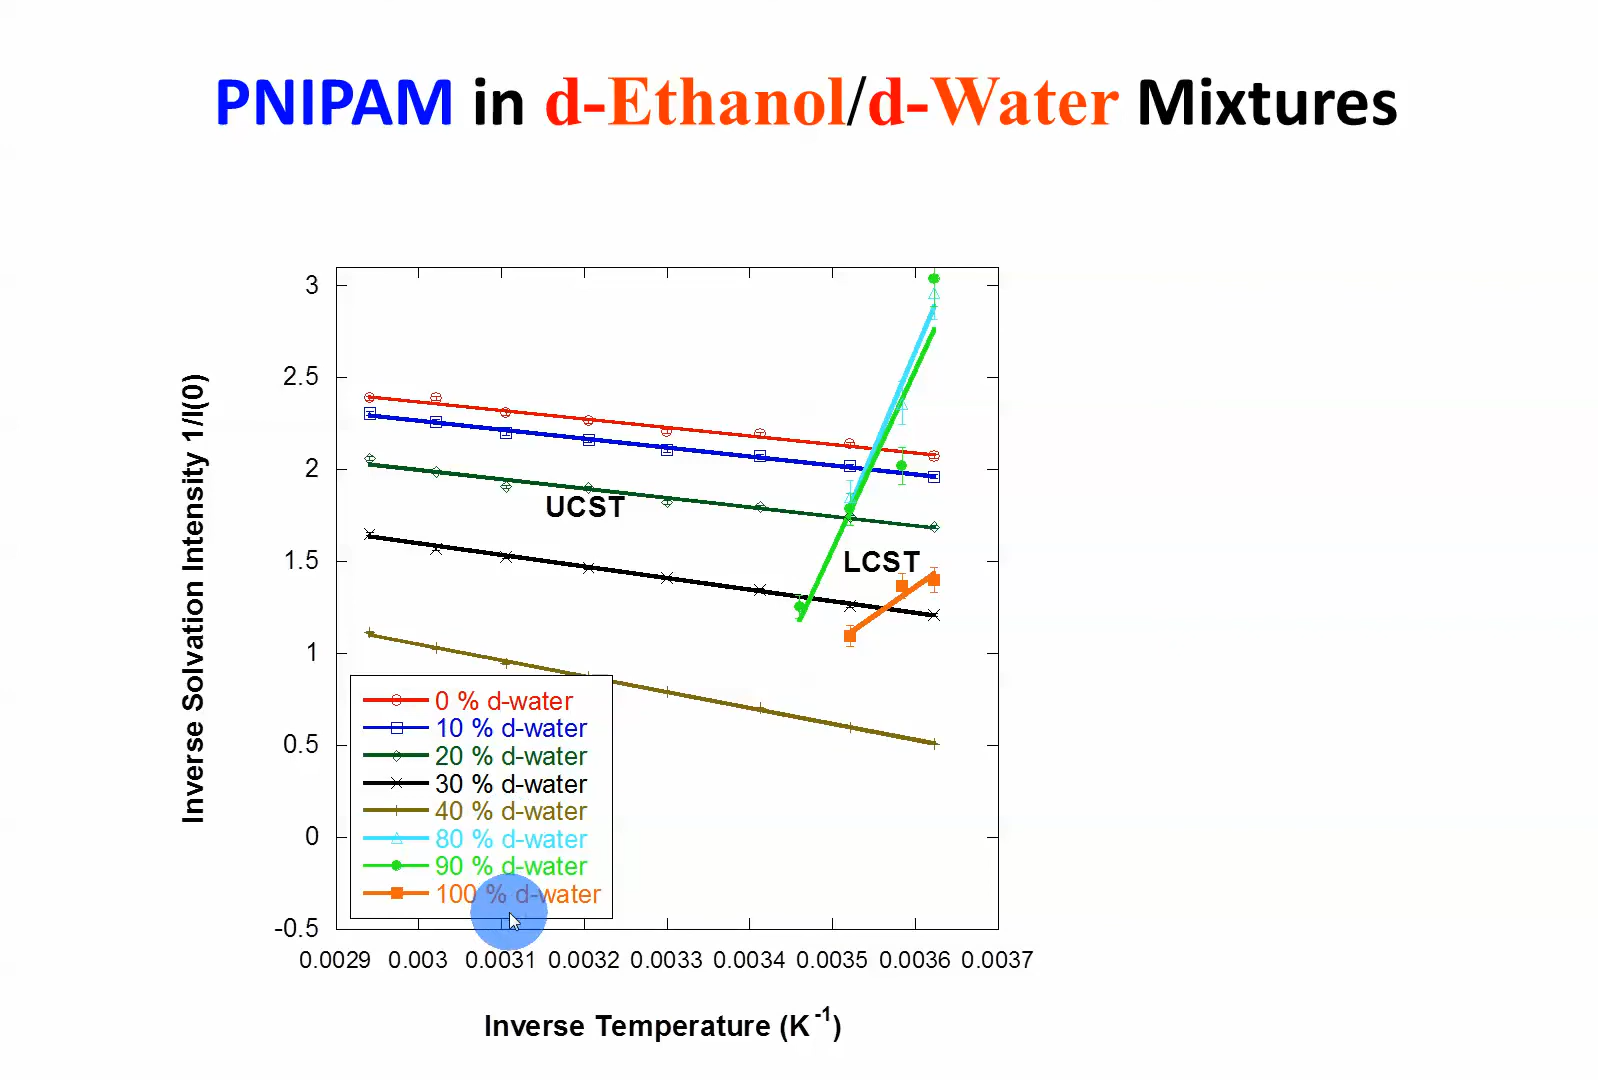 PNIPAM in d-Ethanol/d-Water Mixtures
Inverse Solvation Intensity 1/I(0)
3
2.5
2
1.5
1
0.5
0
-0.5
UCST
LCST
0 % d-water
10 % d-water
20 % d-water
30 % d-water
40 % d-water
80 % d-water
90 % d-water
100 % d-water
0.0029 0.003 0.0031 0.0032 0.0033 0.0034 0.0035 0.0036 0.0037
Inverse Temperature (K⁻¹)